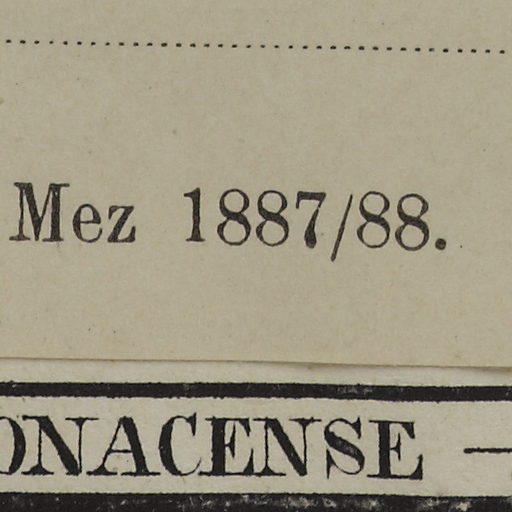 Mez 1887/88.
ONACENSE —